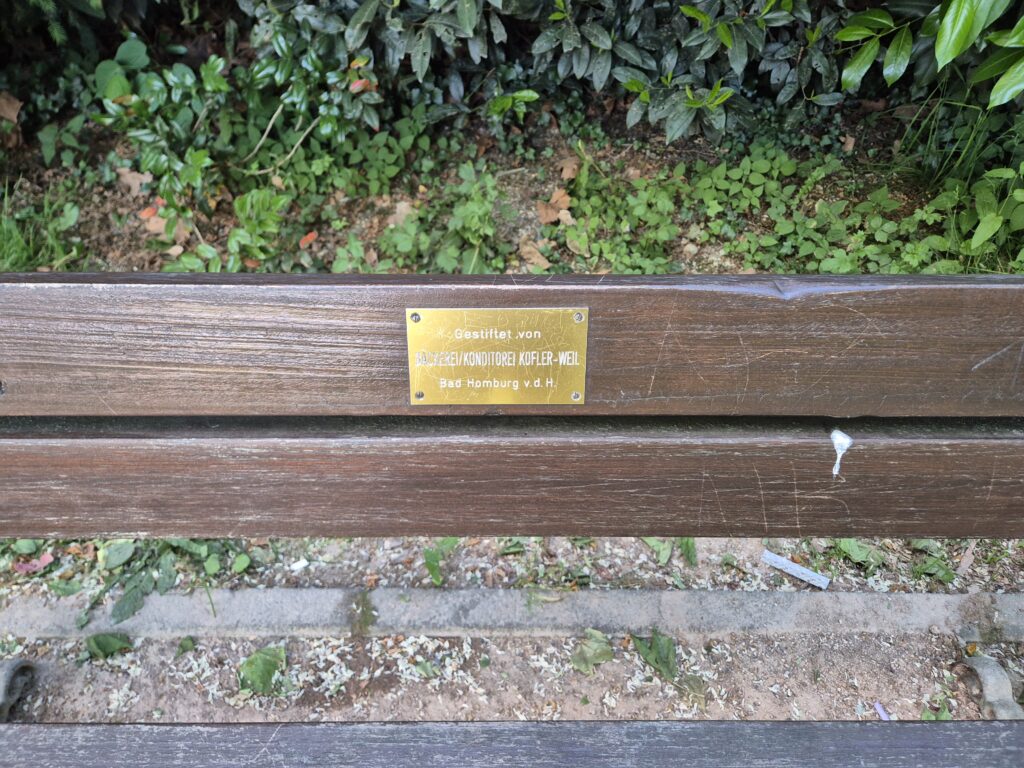 Gestiftet von
BÄCKEREI/KONDITOREI KOFLER-WEIL
Bad Homburg v.d.H.